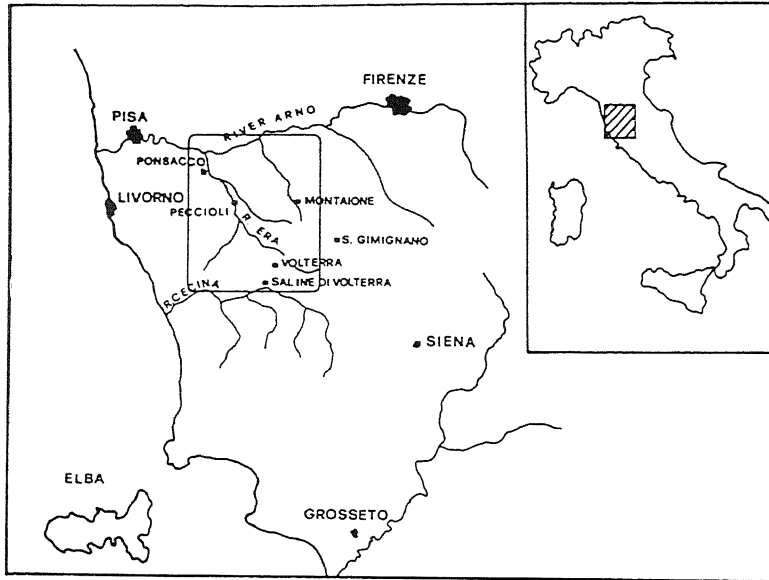 FIRENZE
PISA
RIVER ARNO
PONSACCO
LIVORNO
MONTAIONE
PECCIOLI
R. ERA
S. GIMIGNANO
VOLTERRA
R. CECINA
SALINE DI VOLTERRA
SIENA
ELBA
GROSSETO